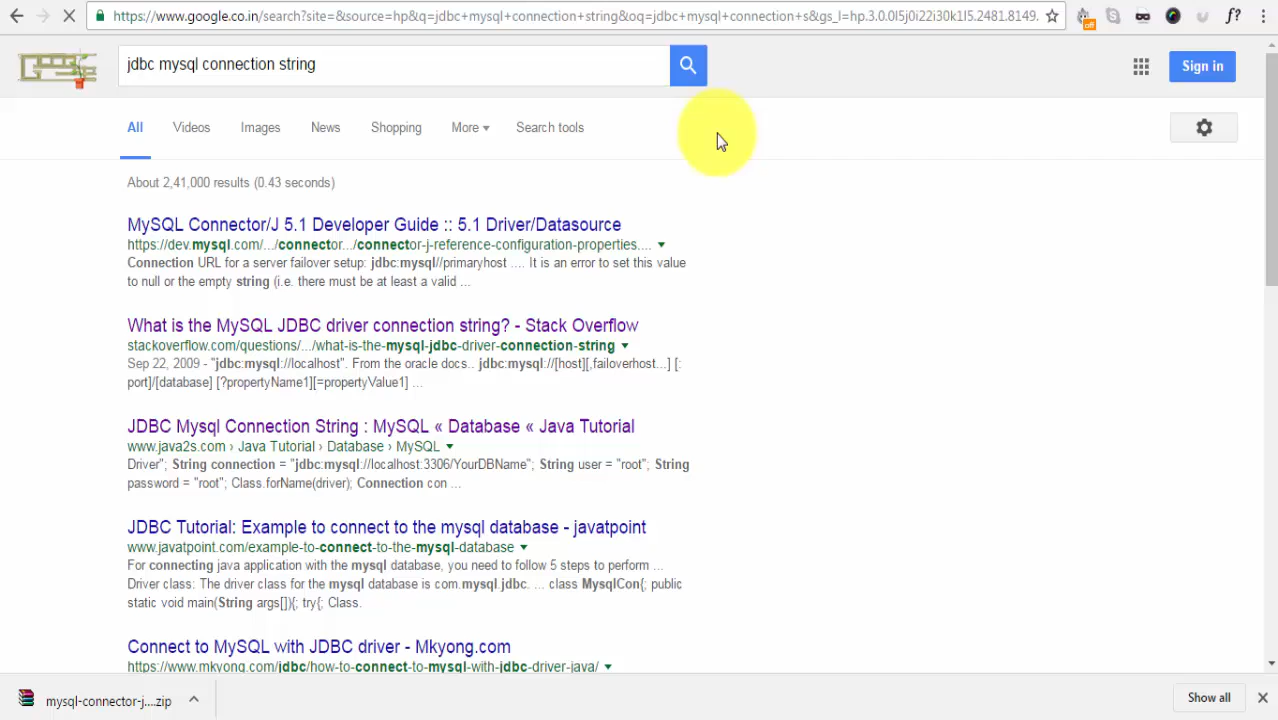 https://www.google.co.in/search?site=&source=hp&q=jdbc+mysql+connection+string&oq=jdbc+mysql+connection+s&gs_l=hp.3.0.0l5j0i22i30k1l5.2481.8149.
f?
jdbc mysql connection string
Sign in
All Videos Images News Shopping More Search tools
About 2,41,000 results (0.43 seconds)
MySQL Connector/J 5.1 Developer Guide :: 5.1 Driver/Datasource
https://dev.mysql.com/.../connector.../connector-j-reference-configuration-properties....
Connection URL for a server failover setup: jdbc:mysql//primaryhost .... It is an error to set this value
to null or the empty string (i.e. there must be at least a valid ...
What is the MySQL JDBC driver connection string? - Stack Overflow
stackoverflow.com/questions/.../what-is-the-mysql-jdbc-driver-connection-string
Sep 22, 2009 - "jdbc:mysql://localhost". From the oracle docs.. jdbc:mysql://[host][,failoverhost...] [:
port]/[database] [?propertyName1][=propertyValue1] ...
JDBC Mysql Connection String : MySQL « Database « Java Tutorial
www.java2s.com › Java Tutorial › Database › MySQL
Driver"; String connection = "jdbc:mysql://localhost:3306/YourDBName"; String user = "root"; String
password = "root"; Class.forName(driver); Connection con ...
JDBC Tutorial: Example to connect to the mysql database - javatpoint
www.javatpoint.com/example-to-connect-to-the-mysql-database
For connecting java application with the mysql database, you need to follow 5 steps to perform ...
Driver class: The driver class for the mysql database is com.mysql.jdbc. ... class MysqlCon{; public
static void main(String args[]){; try{; Class.
Connect to MySQL with JDBC driver - Mkyong.com
https://www.mkyong.com/jdbc/how-to-connect-to-mysql-with-jdbc-driver-java/
mysql-connector-j....zip
Show all